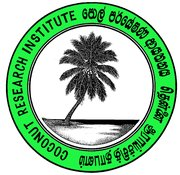 COCONUT RESEARCH INSTITUTE
පොල් පර්යේෂණ ආයතනය
தென்னை ஆராய்ச்சி நிலையம்